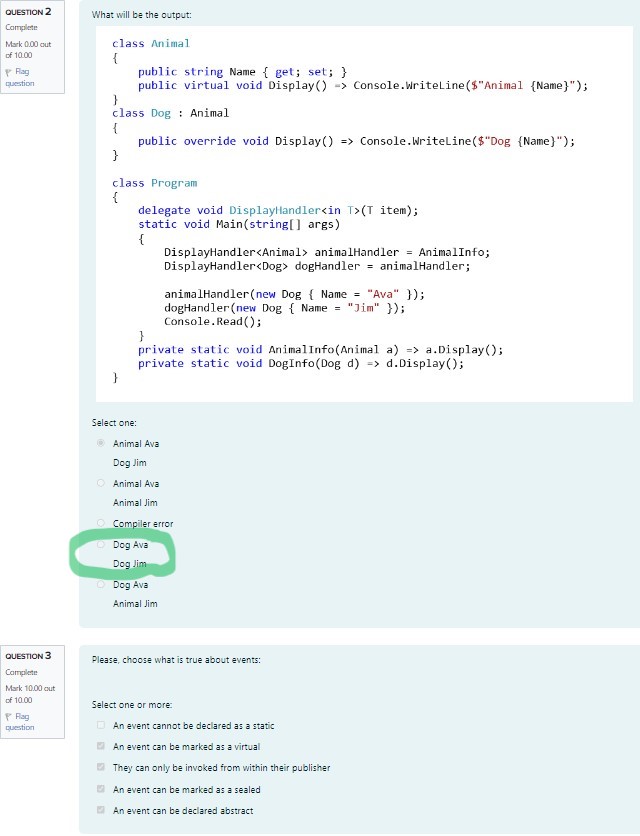 QUESTION 2
Complete
Mark 0.00 out
of 10.00
Flag
question
What will be the output:
class Animal
{
    public string Name { get; set; }
    public virtual void Display() => Console.WriteLine($"Animal {Name}");
}
class Dog : Animal
{
    public override void Display() => Console.WriteLine($"Dog {Name}");
}
class Program
{
    delegate void DisplayHandler<in T>(T item);
    static void Main(string[] args)
    {
        DisplayHandler<Animal> animalHandler = AnimalInfo;
        DisplayHandler<Dog> dogHandler = animalHandler;
        animalHandler(new Dog { Name = "Ava" });
        dogHandler(new Dog { Name = "Jim" });
        Console.Read();
    }
    private static void AnimalInfo(Animal a) => a.Display();
    private static void DogInfo(Dog d) => d.Display();
}
Select one:
Animal Ava
Dog Jim
Animal Ava
Animal Jim
Compiler error
Dog Ava
Dog Jim
Dog Ava
Animal Jim
QUESTION 3
Complete
Mark 10.00 out
of 10.00
Flag
question
Please, choose what is true about events:
Select one or more:
An event cannot be declared as a static
An event can be marked as a virtual
They can only be invoked from within their publisher
An event can be marked as a sealed
An event can be declared abstract